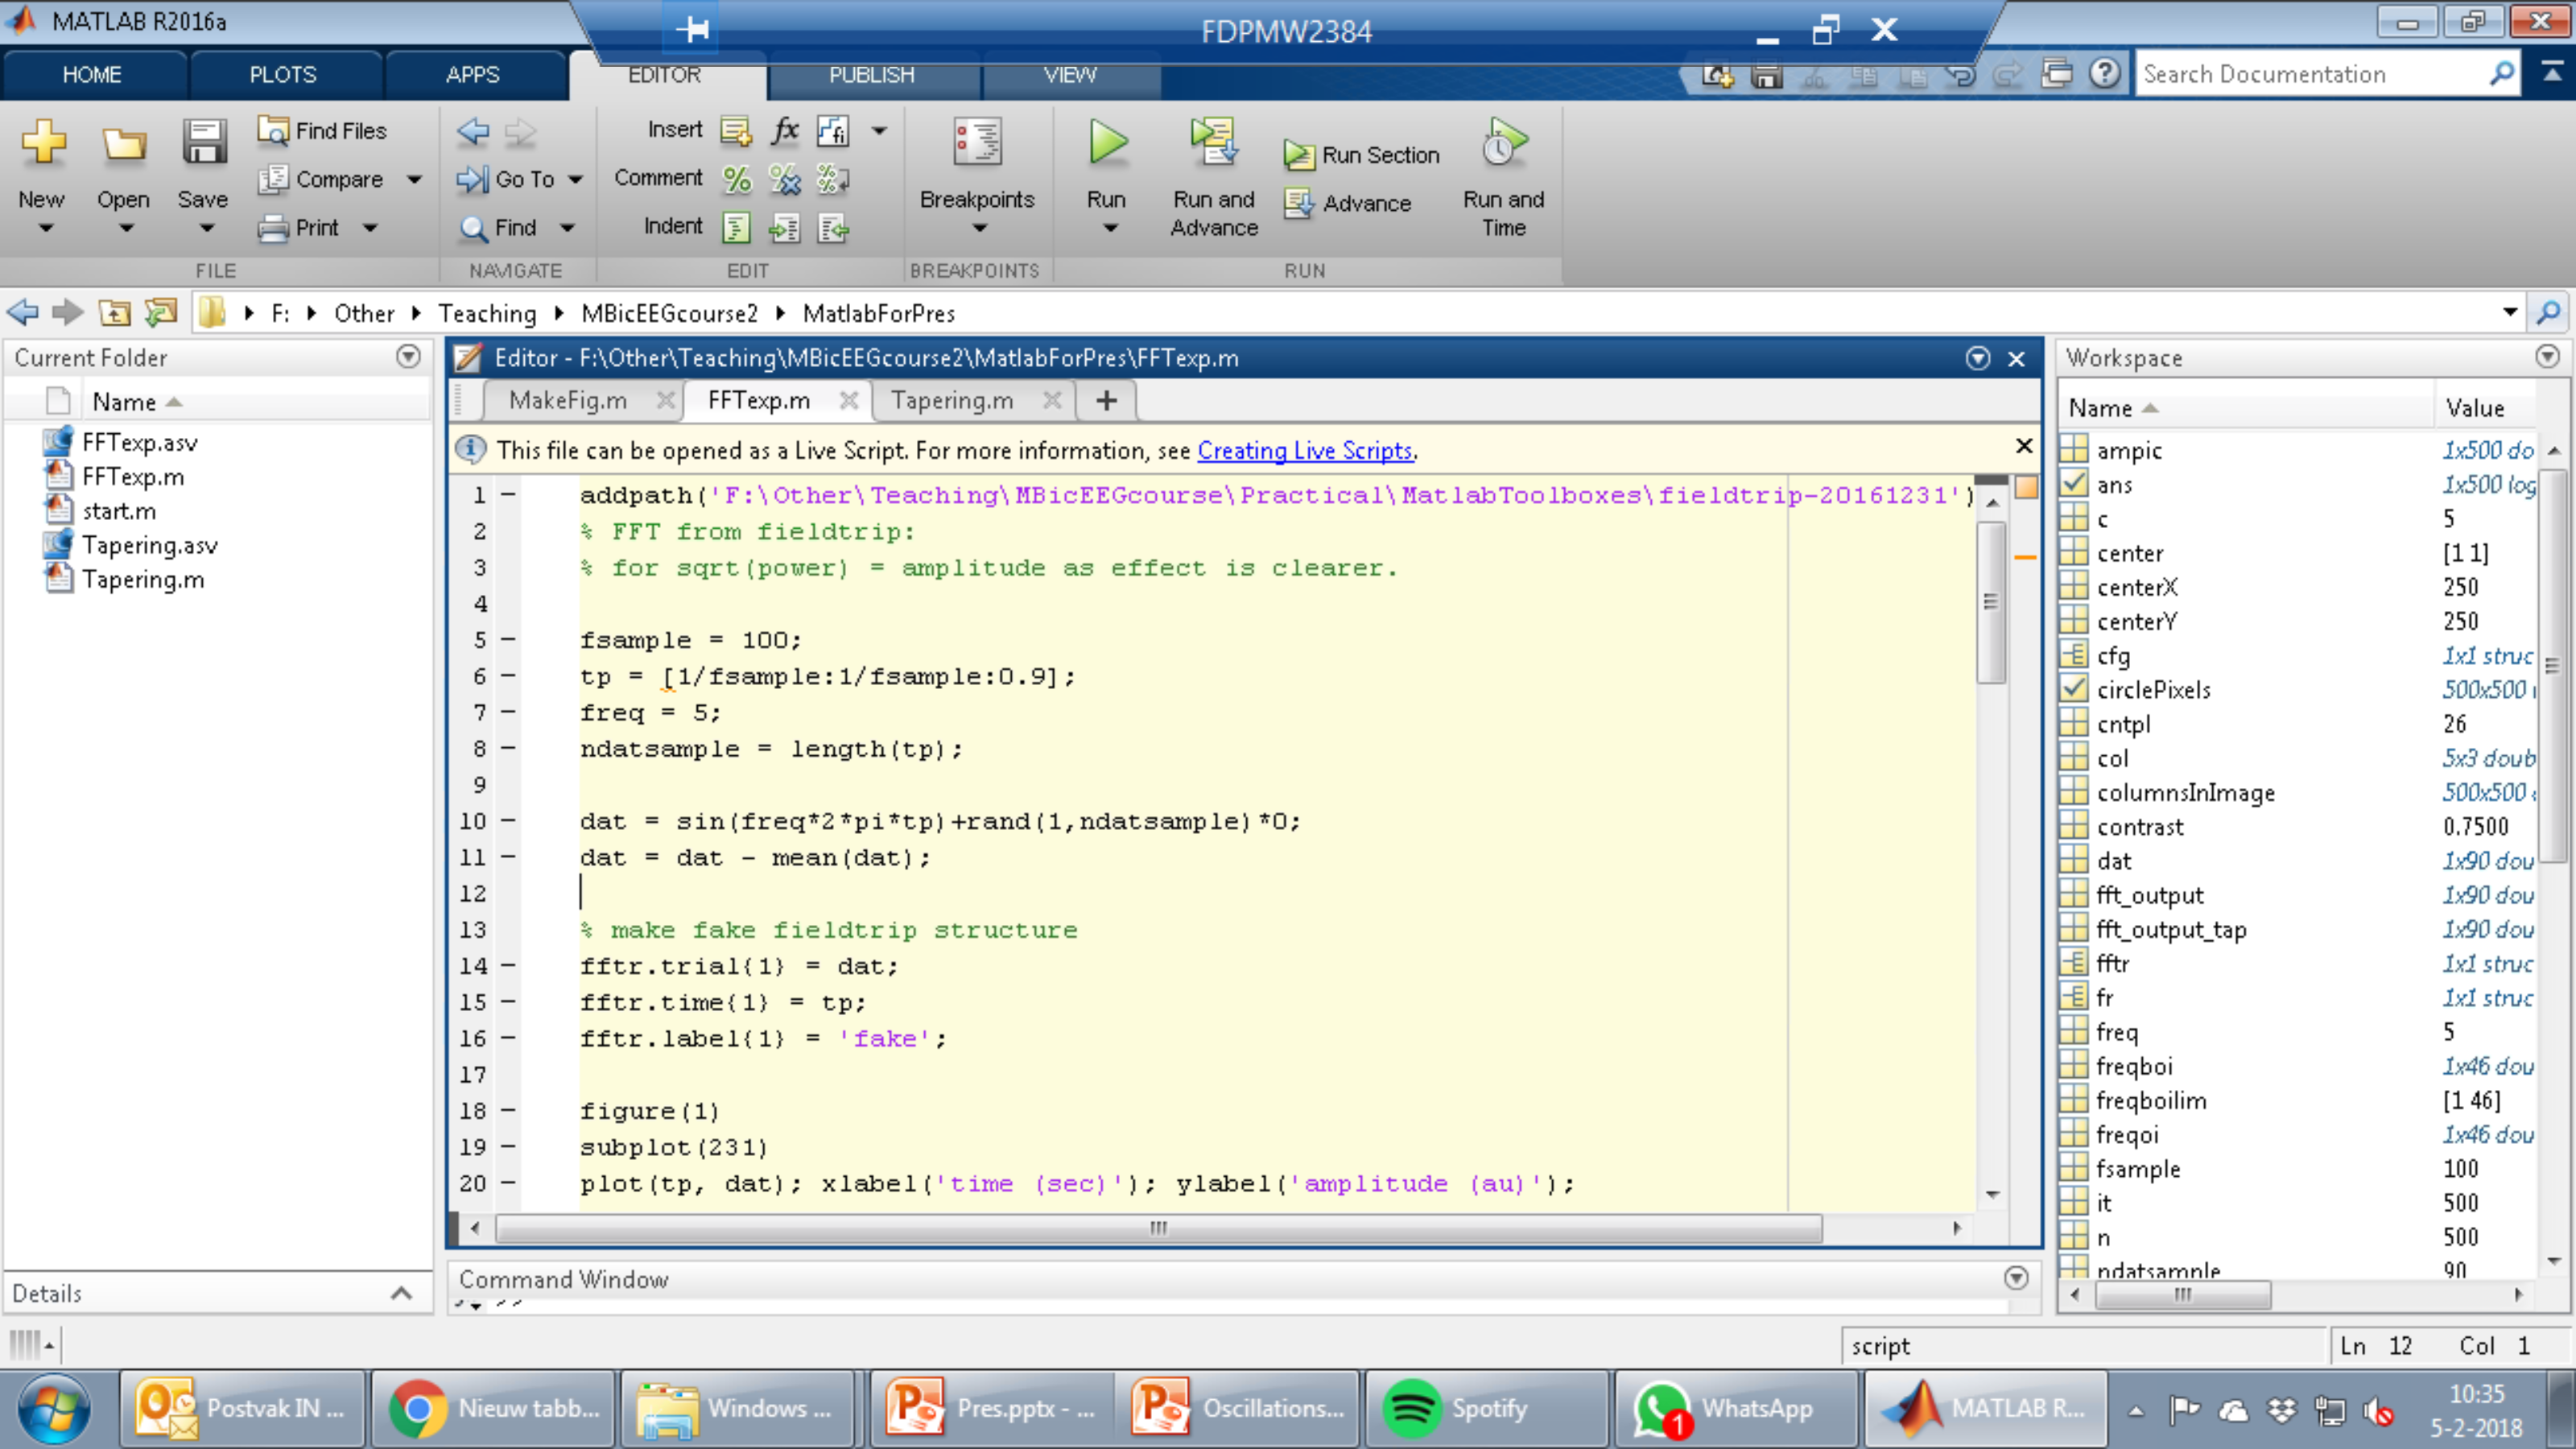 MATLAB R2016a
FDPMW2384
HOME PLOTS APPS EDITOR PUBLISH VIEW
Search Documentation
New
Open
Save
Find Files
Compare
Print
FILE
Go To
Find
NAVIGATE
Insert
Comment
Indent
EDIT
Breakpoints
BREAKPOINTS
Run
Run and Advance
Run Section
Advance
Run and Time
RUN
F: Other Teaching MBicEEGcourse2 MatlabForPres
Current Folder
Name
FFTexp.asv
FFTexp.m
start.m
Tapering.asv
Tapering.m
Details
Editor - F:\Other\Teaching\MBicEEGcourse2\MatlabForPres\FFTexp.m
MakeFig.m FFTexp.m Tapering.m +
This file can be opened as a Live Script. For more information, see Creating Live Scripts.
1 – addpath('F:\Other\Teaching\MBicEEGcourse\Practical\MatlabToolboxes\fieldtrip-20161231')
2 % FFT from fieldtrip:
3 % for sqrt(power) = amplitude as effect is clearer.
4
5 – fsample = 100;
6 – tp = [1/fsample:1/fsample:0.9];
7 – freq = 5;
8 – ndatsample = length(tp);
9
10 – dat = sin(freq*2*pi*tp)+rand(1,ndatsample)*0;
11 – dat = dat - mean(dat);
12
13 % make fake fieldtrip structure
14 – fftr.trial{1} = dat;
15 – fftr.time{1} = tp;
16 – fftr.label{1} = 'fake';
17
18 – figure(1)
19 – subplot(231)
20 – plot(tp, dat); xlabel('time (sec)'); ylabel('amplitude (au)');
Command Window
Workspace
Name Value
ampic 1x500 do
ans 1x500 log
c 5
center [1 1]
centerX 250
centerY 250
cfg 1x1 struc
circlePixels 500x500
cntpl 26
col 5x3 doub
columnsInImage 500x500
contrast 0.7500
dat 1x90 dou
fft_output 1x90 dou
fft_output_tap 1x90 dou
fftr 1x1 struc
fr 1x1 struc
freq 5
freqboi 1x46 dou
freqboilim [1 46]
freqoi 1x46 dou
fsample 100
it 500
n 500
ndatsample 90
script Ln 12 Col 1
Postvak IN ...
Nieuw tabb...
Windows ...
Pres.pptx - ...
Oscillations...
Spotify
1
WhatsApp
MATLAB R...
10:35
5-2-2018